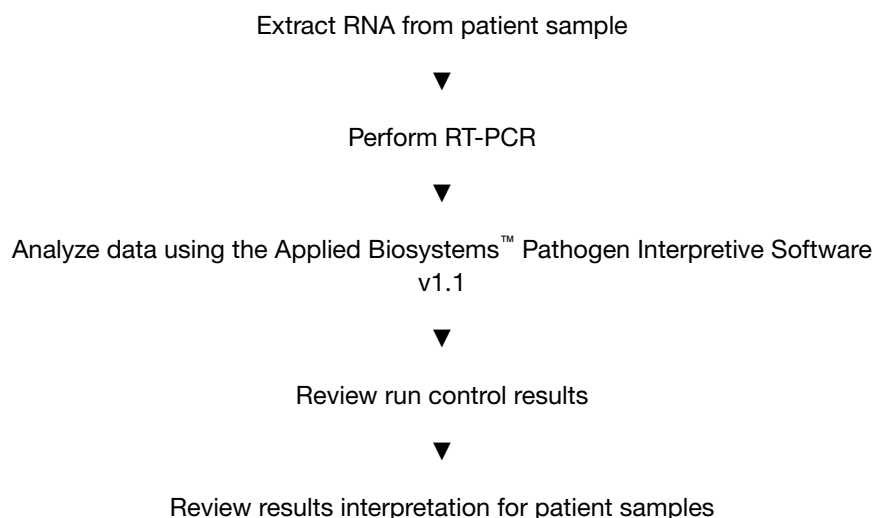 Extract RNA from patient sample
▼
Perform RT-PCR
▼
Analyze data using the Applied Biosystems™ Pathogen Interpretive Software
v1.1
▼
Review run control results
▼
Review results interpretation for patient samples